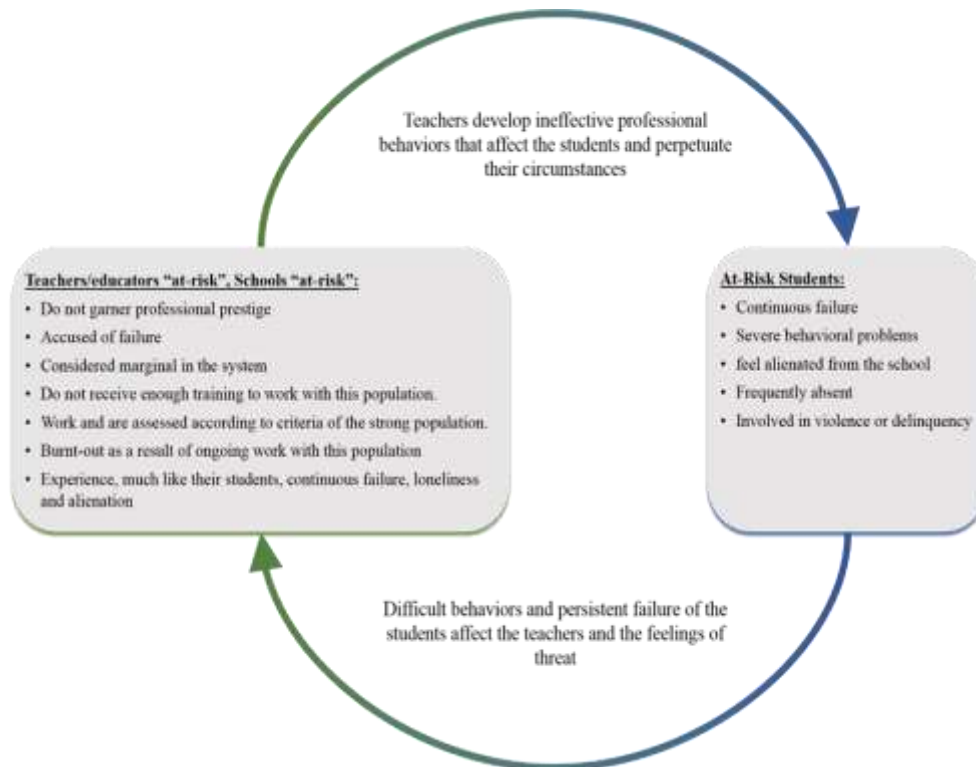 Teachers develop ineffective professional
behaviors that affect the students and perpetuate
their circumstances
Teachers/educators “at-risk”, Schools “at-risk”:
• Do not garner professional prestige
• Accused of failure
• Considered marginal in the system
• Do not receive enough training to work with this population.
• Work and are assessed according to criteria of the strong population.
• Burnt-out as a result of ongoing work with this population
• Experience, much like their students, continuous failure, loneliness
and alienation
At-Risk Students:
• Continuous failure
• Severe behavioral problems
• feel alienated from the school
• Frequently absent
• Involved in violence or delinquency
Difficult behaviors and persistent failure of the
students affect the teachers and the feelings of
threat